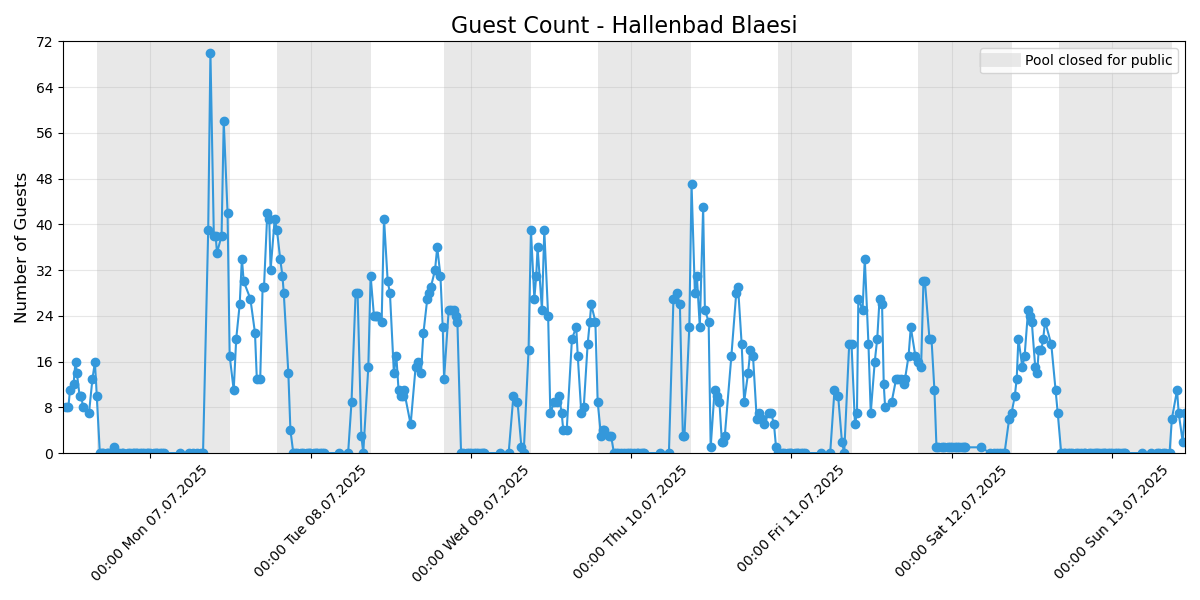 Guest Count - Hallenbad Blaesi
Pool closed for public
Number of Guests
72
64
56
48
40
32
24
16
8
0
00:00 Mon 07.07.2025
00:00 Tue 08.07.2025
00:00 Wed 09.07.2025
00:00 Thu 10.07.2025
00:00 Fri 11.07.2025
00:00 Sat 12.07.2025
00:00 Sun 13.07.2025